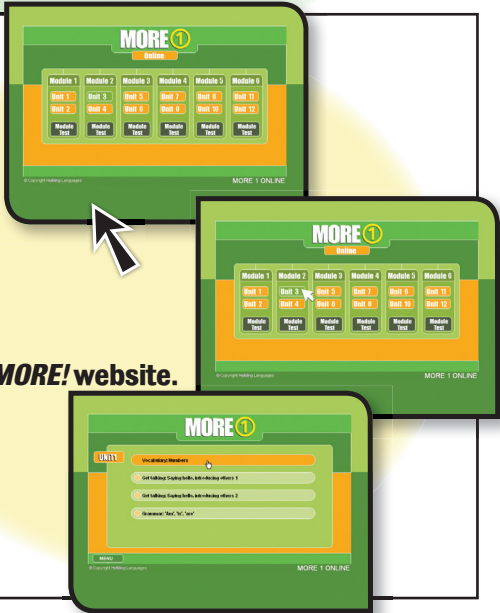 MORE 1
Online
Module 1 Module 2 Module 3 Module 4 Module 5 Module 6
Unit 1 Unit 3 Unit 5 Unit 7 Unit 9 Unit 11
Unit 2 Unit 4 Unit 6 Unit 8 Unit 10 Unit 12
Module Module Module Module Module Module
Test Test Test Test Test Test
© Copyright Helbling Languages MORE 1 ONLINE
MORE 1
Online
Module 1 Module 2 Module 3 Module 4 Module 5 Module 6
Unit 1 Unit 3 Unit 5 Unit 7 Unit 9 Unit 11
Unit 2 Unit 4 Unit 6 Unit 8 Unit 10 Unit 12
Module Module Module Module Module Module
Test Test Test Test Test Test
© Copyright Helbling Languages MORE 1 ONLINE
MORE! website.
MORE 1
UNIT1
Vocabulary: Numbers
Get talking: Saying hello, introducing others 1
Get talking: Saying hello, introducing others 2
Grammar: 'Am', 'is', 'are'
MENU
© Copyright Helbling Languages MORE 1 ONLINE